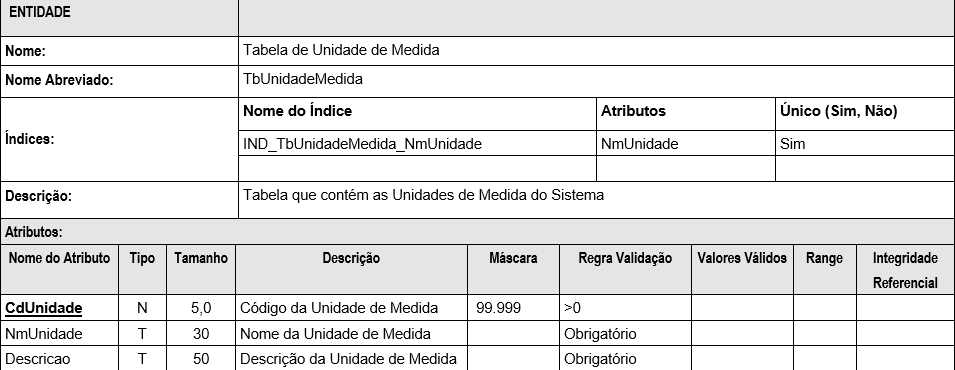 ENTIDADE
Nome: Tabela de Unidade de Medida
Nome Abreviado: TbUnidadeMedida
Índices:
Nome do Índice Atributos Único (Sim, Não)
IND_TbUnidadeMedida_NmUnidade NmUnidade Sim
Descrição: Tabela que contém as Unidades de Medida do Sistema
Atributos:
Nome do Atributo Tipo Tamanho Descrição Máscara Regra Validação Valores Válidos Range Integridade Referencial
CdUnidade N 5,0 Código da Unidade de Medida 99.999 >0
NmUnidade T 30 Nome da Unidade de Medida Obrigatório
Descricao T 50 Descrição da Unidade de Medida Obrigatório